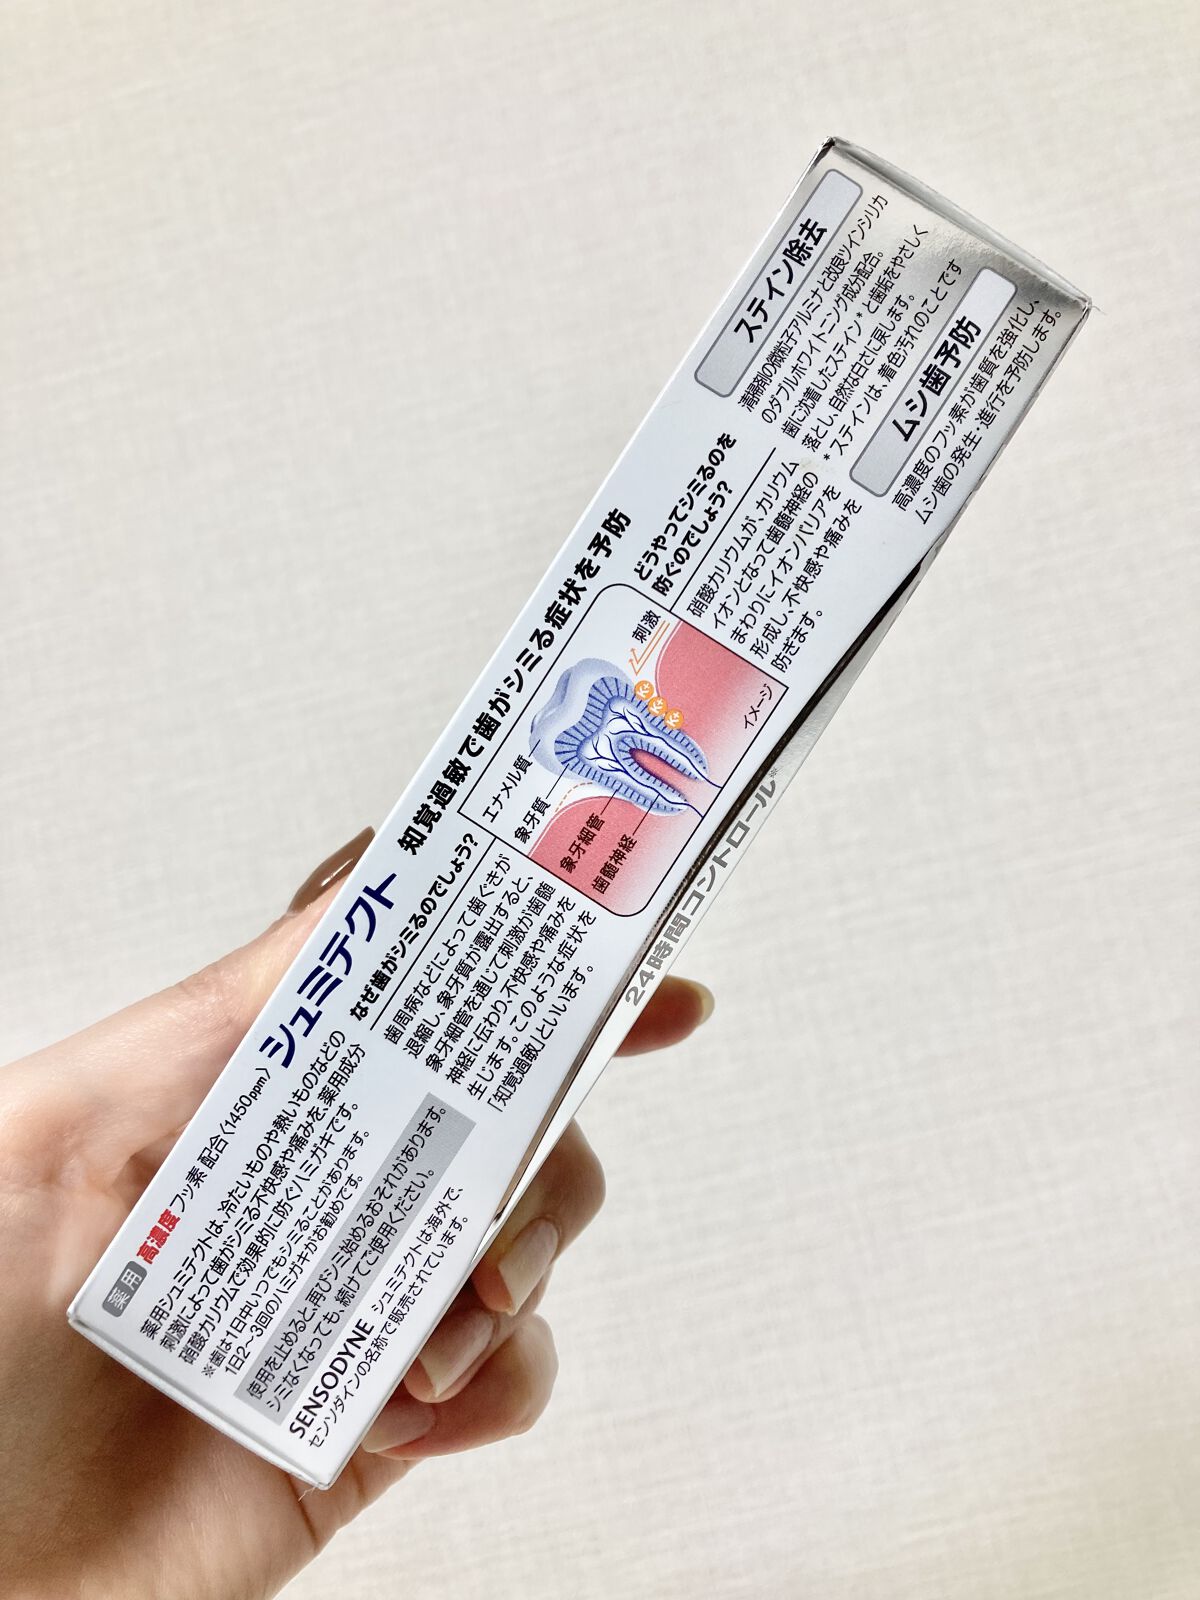 薬用 高濃度フッ素 配合〈1450ppm〉
シュミテクト
知覚過敏で歯がシミる症状を予防
薬用シュミテクトは、冷たいものや熱いものなどの
刺激によって歯がシミる不快感や痛みを、薬用成分
硝酸カリウムで効果的に防ぐハミガキです。
※歯は1日中いつでもシミることがあります。
1日2～3回のハミガキがお勧めです。
使用を止めると、再びシミ始めるおそれがあります。
シミなくなっても、続けてご使用ください。
SENSODYNE シュミテクトは海外で、
センソダインの名称で販売されています。
なぜ歯がシミるのでしょう?
歯周病などによって歯ぐきが
退縮し、象牙質が露出すると、
象牙細管を通じて刺激が歯髄
神経に伝わり、不快感や痛みを
生じます。このような症状を
「知覚過敏」といいます。
エナメル質
象牙質
象牙細管
歯髄神経
刺激
K+
K+
K+
イメージ
どうやってシミるのを
防ぐのでしょう?
硝酸カリウムが、カリウム
イオンとなって歯髄神経の
まわりにイオンバリアを
形成し、不快感や痛みを
防ぎます。
ステイン除去
清掃剤の微粒子アルミナと改良ツインシリカ
のダブルホワイトニング成分配合。
歯に沈着したステイン*と歯垢をやさしく
落とし、自然な白さに戻します。
*ステインは、着色汚れのことです
ムシ歯予防
高濃度のフッ素が歯質を強化し、
ムシ歯の発生・進行を予防します。
24時間コントロール※